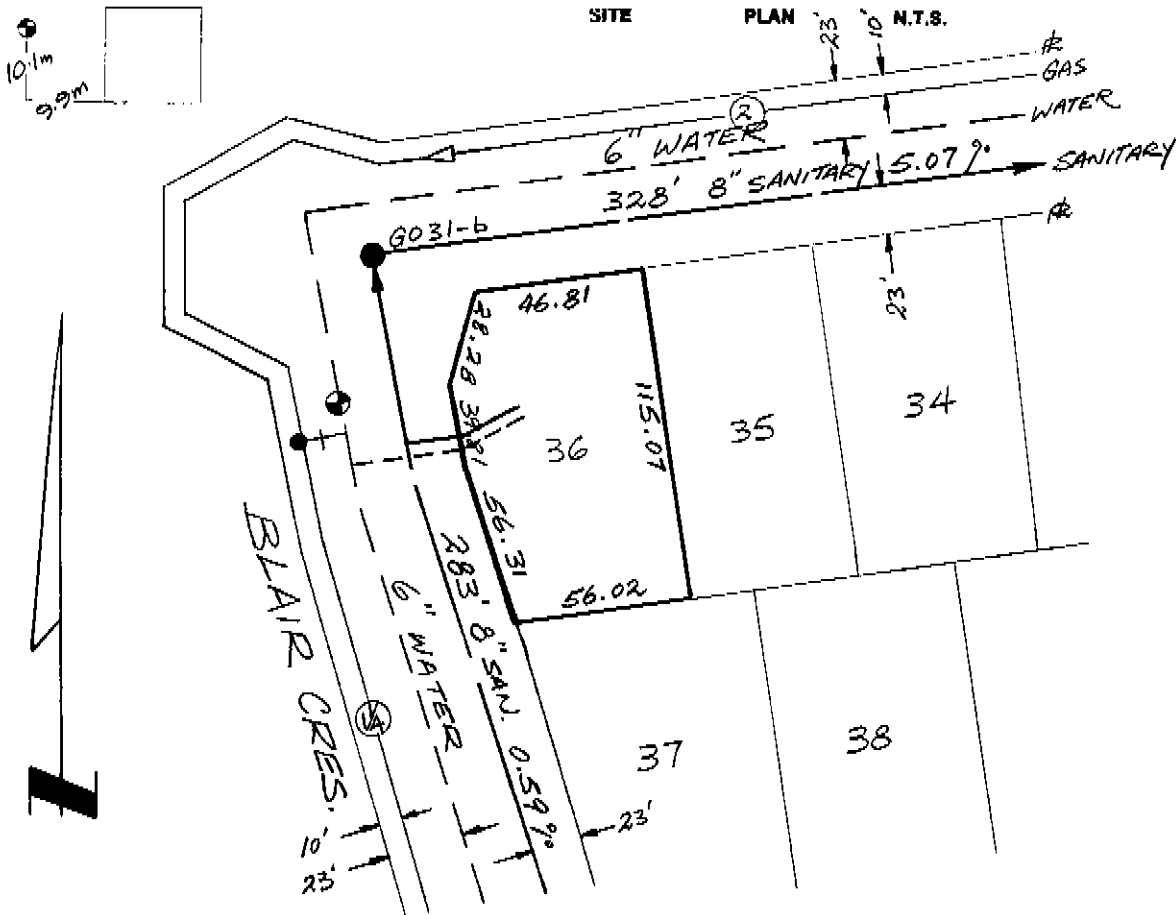 SITE PLAN N.T.S.
10.1m
9.9m
23'
10'
GAS
2
WATER
6" WATER
SANITARY
328' 8" SANITARY 5.07 %
G031-b
46.81
28.28
39.21
56.31
56.02
115.07
36
35
34
23'
37
38
BLAIR CRES.
6" WATER
283' 8" SAN. 0.59 %
10'
23'
23'